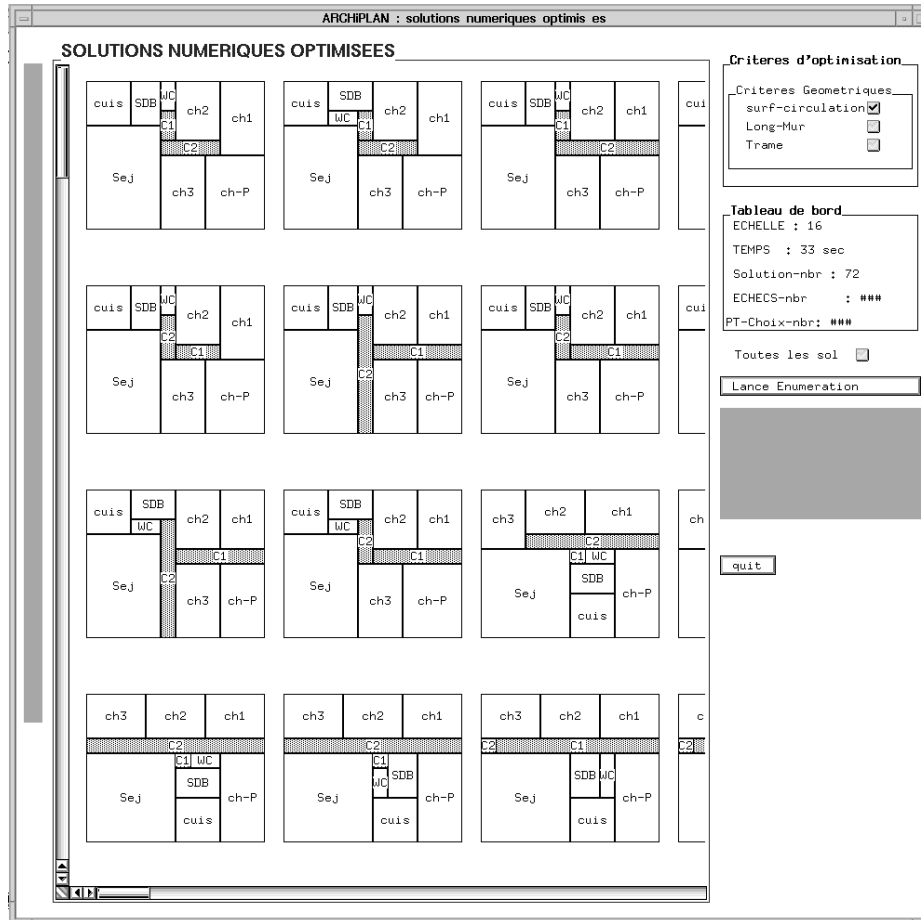 ARCHiPLAN : solutions numeriques optimis es
SOLUTIONS NUMERIQUES OPTIMISEES
cuis SDB WC ch2 ch1
C1
C2
Sej ch3 ch-P
cuis SDB ch2 ch1
WC C1
C2
Sej ch3 ch-P
cuis SDB WC ch2 ch1
C1
C2
Sej ch3 ch-P
cui
cuis SDB WC ch2 ch1
C2
C1
Sej ch3 ch-P
cuis SDB WC ch2 ch1
C1
C2
Sej ch3 ch-P
cuis SDB WC ch2 ch1
C2
C1
Sej ch3 ch-P
cui
cuis SDB ch2 ch1
WC
C1
C2
Sej ch3 ch-P
cuis SDB ch2 ch1
WC
C2
C1
Sej ch3 ch-P
ch3 ch2 ch1
C2
C1 WC
SDB
Sej ch-P
cuis
ch
ch3 ch2 ch1
C2
C1 WC
SDB
Sej ch-P
cuis
ch3 ch2 ch1
C2
C1
WC SDB
Sej ch-P
cuis
ch3 ch2 ch1
C2 C1
SDB WC
Sej ch-P
cuis
c
C2
Criteres d'optimisation
Criteres Geometriques
surf-circulation
Long-Mur
Trame
Tableau de bord
ECHELLE : 16
TEMPS : 33 sec
Solution-nbr : 72
ECHECS-nbr : ###
PT-Choix-nbr: ###
Toutes les sol
Lance Enumeration
quit